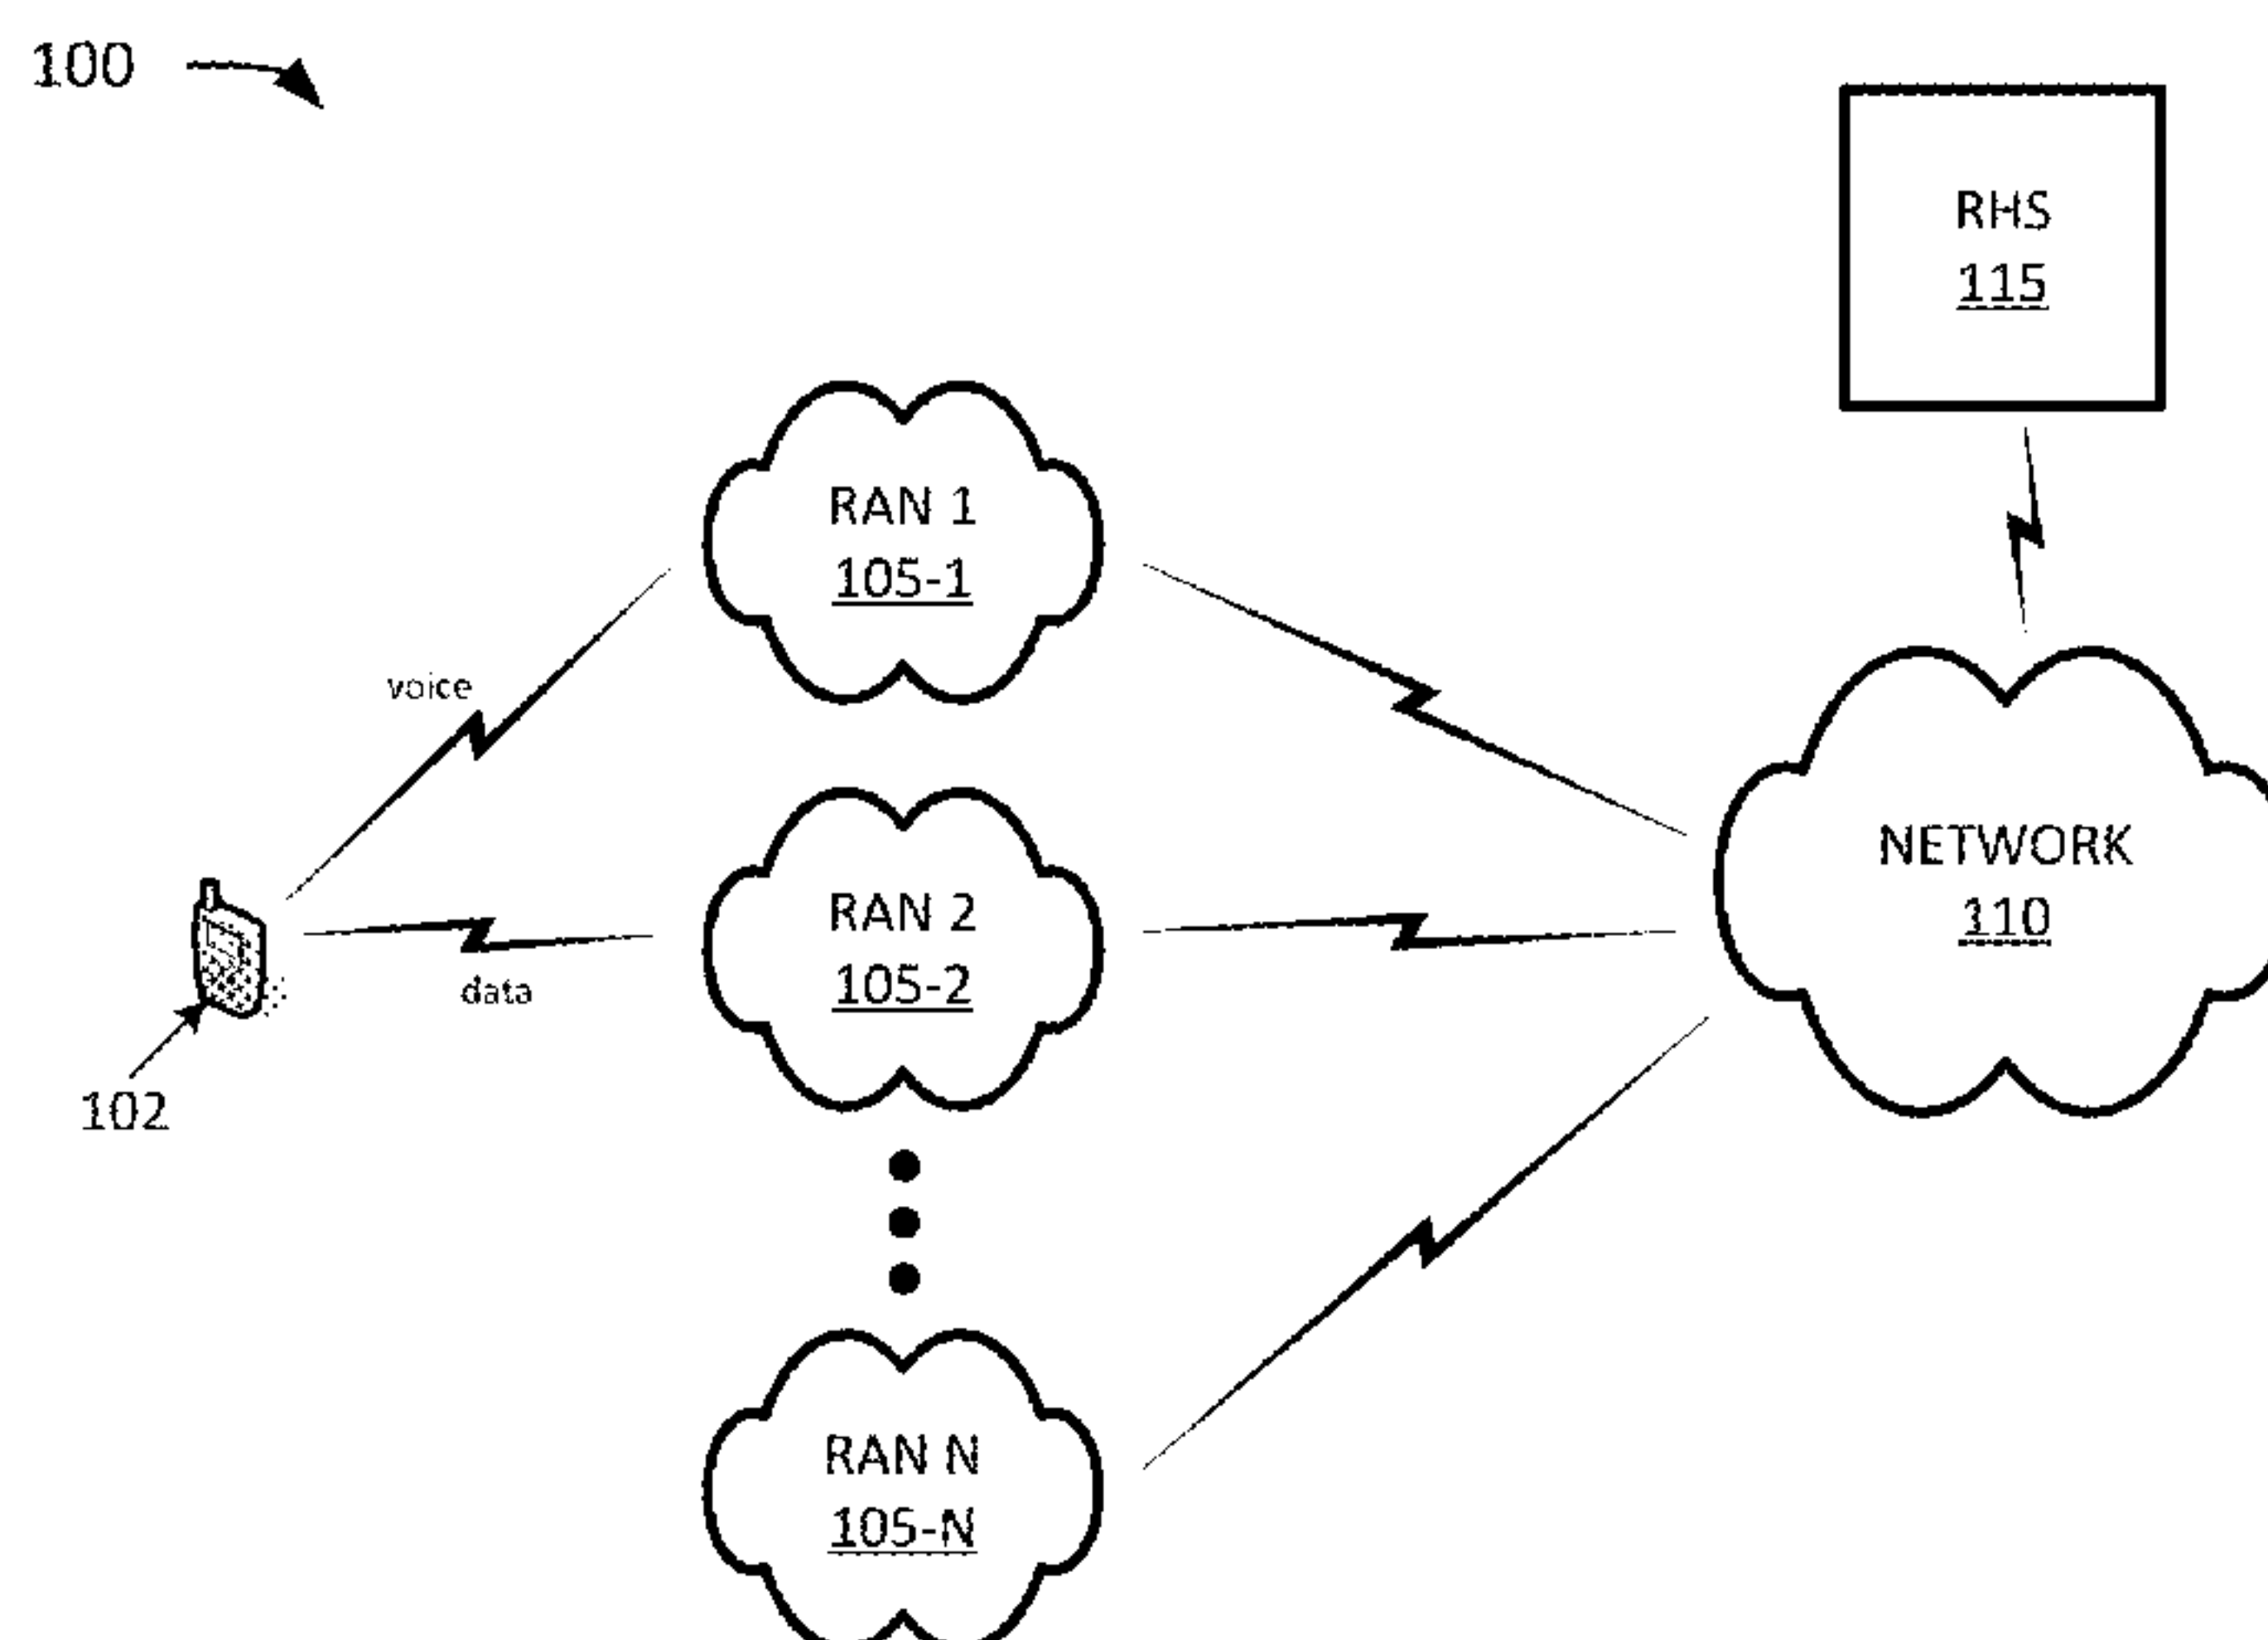 100
RHS
115
RAN 1
105-1
voice
NETWORK
110
RAN 2
105-2
data
102
RAN N
105-N